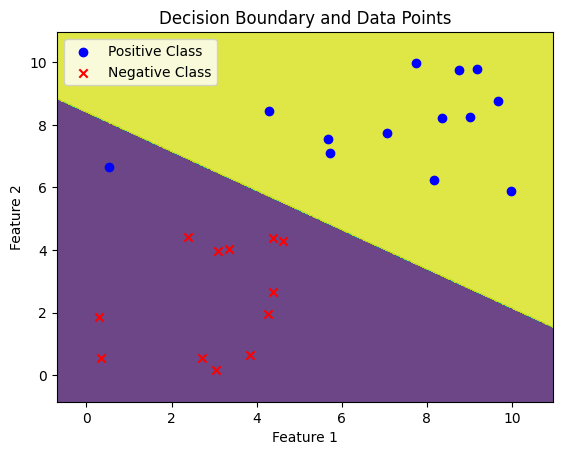 Decision Boundary and Data Points
Positive Class
Negative Class
10
8
6
4
2
0
Feature 2
0 2 4 6 8 10
Feature 1